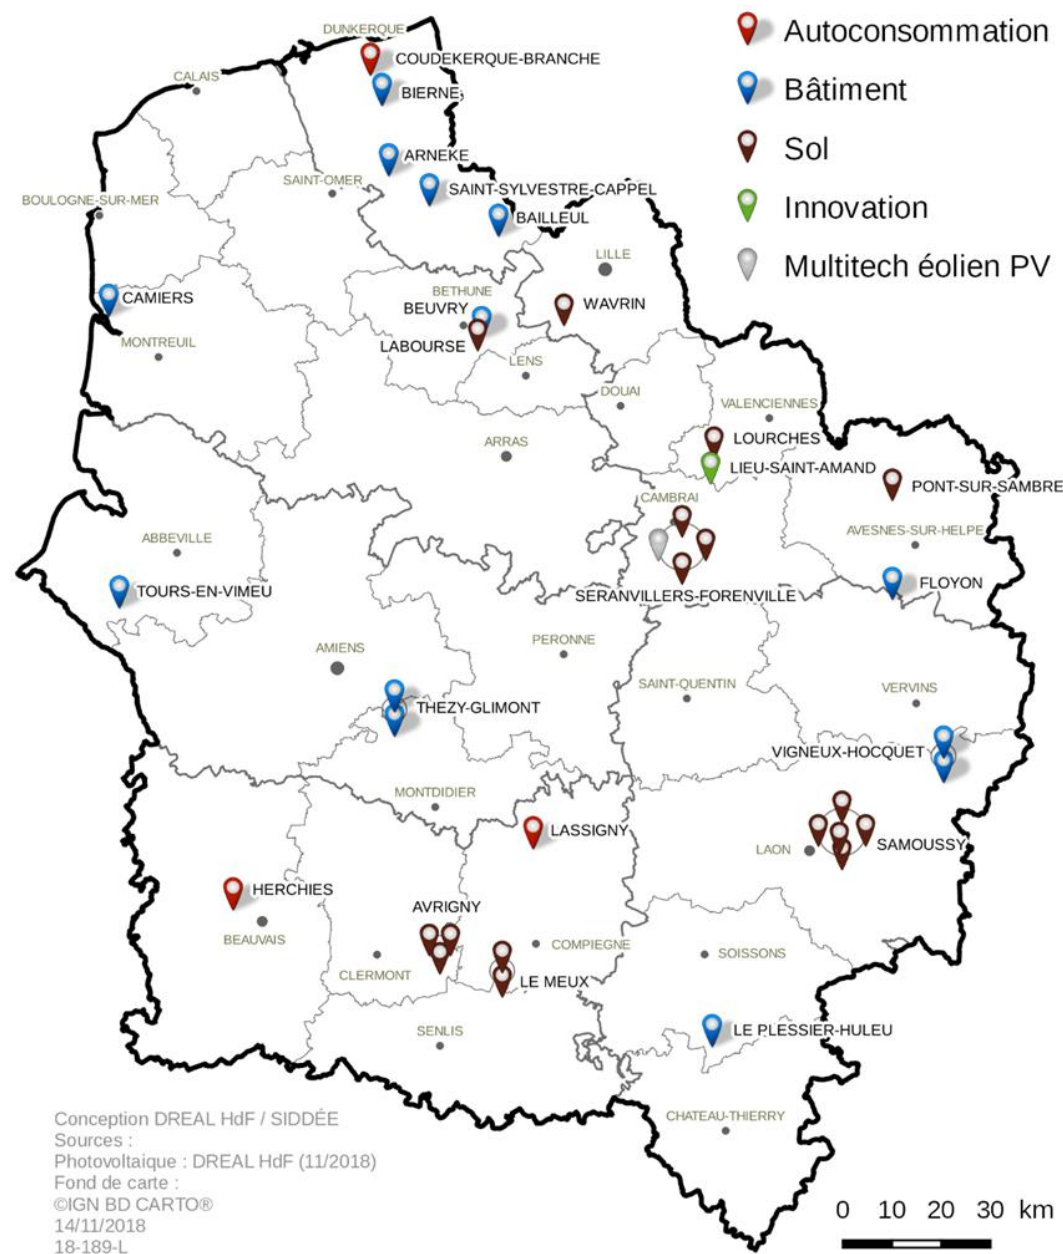 DUNKERQUE
Autoconsommation
COUDEKERQUE-BRANCHE
CALAIS
BIERNE
Bâtiment
ARNEKE
Sol
SAINT-OMER
SAINT-SYLVESTRE-CAPPEL
BOULOGNE-SUR-MER
BAILLEUL
Innovation
LILLE
Multitech éolien PV
CAMIERS
BETHUNE
BEUVRY
WAVRIN
MONTREUIL
LABOURSE
LENS
DOUAI
VALENCIENNES
ARRAS
LOURCHES
LIEU-SAINT-AMAND
PONT-SUR-SAMBRE
CAMBRAI
ABBEVILLE
AVESNES-SUR-HELPE
TOURS-EN-VIMEU
SERANVILLERS-FORENVILLE
FLOYON
AMIENS
PERONNE
SAINT-QUENTIN
VERVINS
THEZY-GLIMONT
VIGNEUX-HOCQUET
MONTDIDIER
LASSIGNY
LAON
SAMOUSSY
HERCHIES
AVRIGNY
BEAUVAIS
COMPIEGNE
SOISSONS
CLERMONT
LE MEUX
SENLIS
LE PLESSIER-HULEU
CHATEAU-THIERRY
Conception DREAL HdF / SIDDÉE
Sources :
Photovoltaique : DREAL HdF (11/2018)
Fond de carte :
©IGN BD CARTO®
14/11/2018
18-189-L
0 10 20 30 km